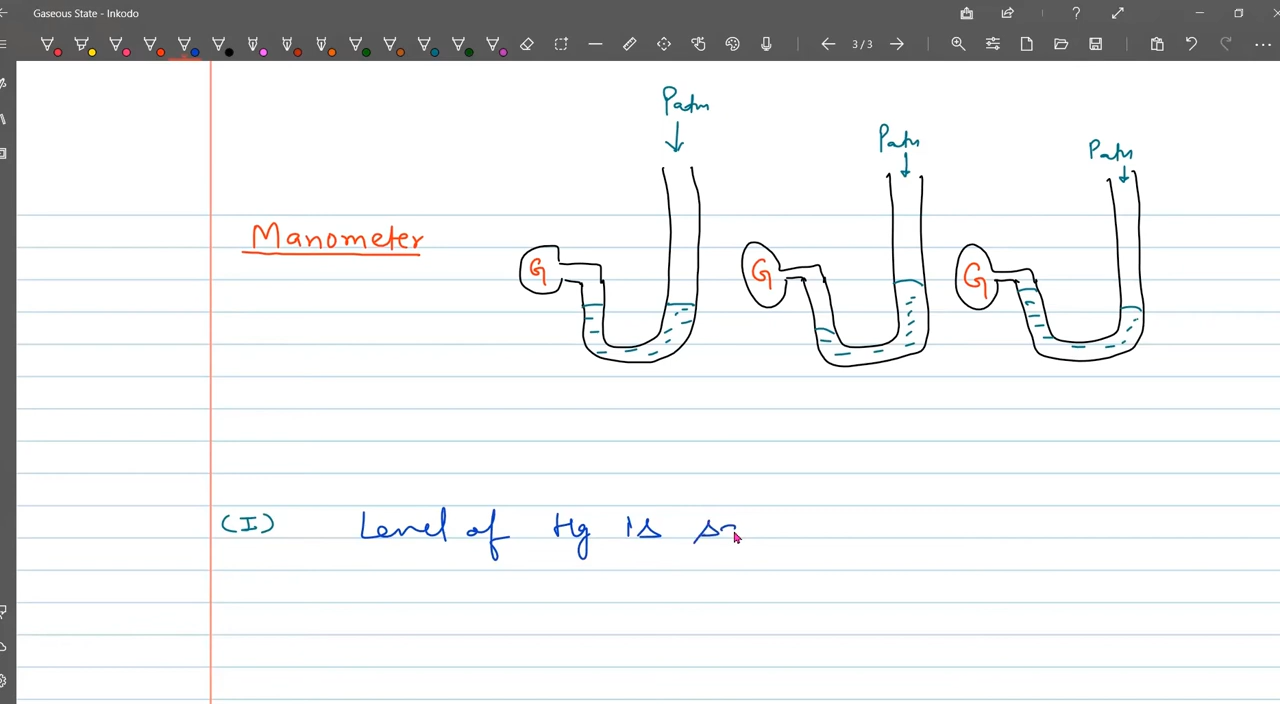 Gaseous State - Inkodo
3/3
Patm
Patm
Patm
Manometer
G
G
G
(I) Level of Hg is